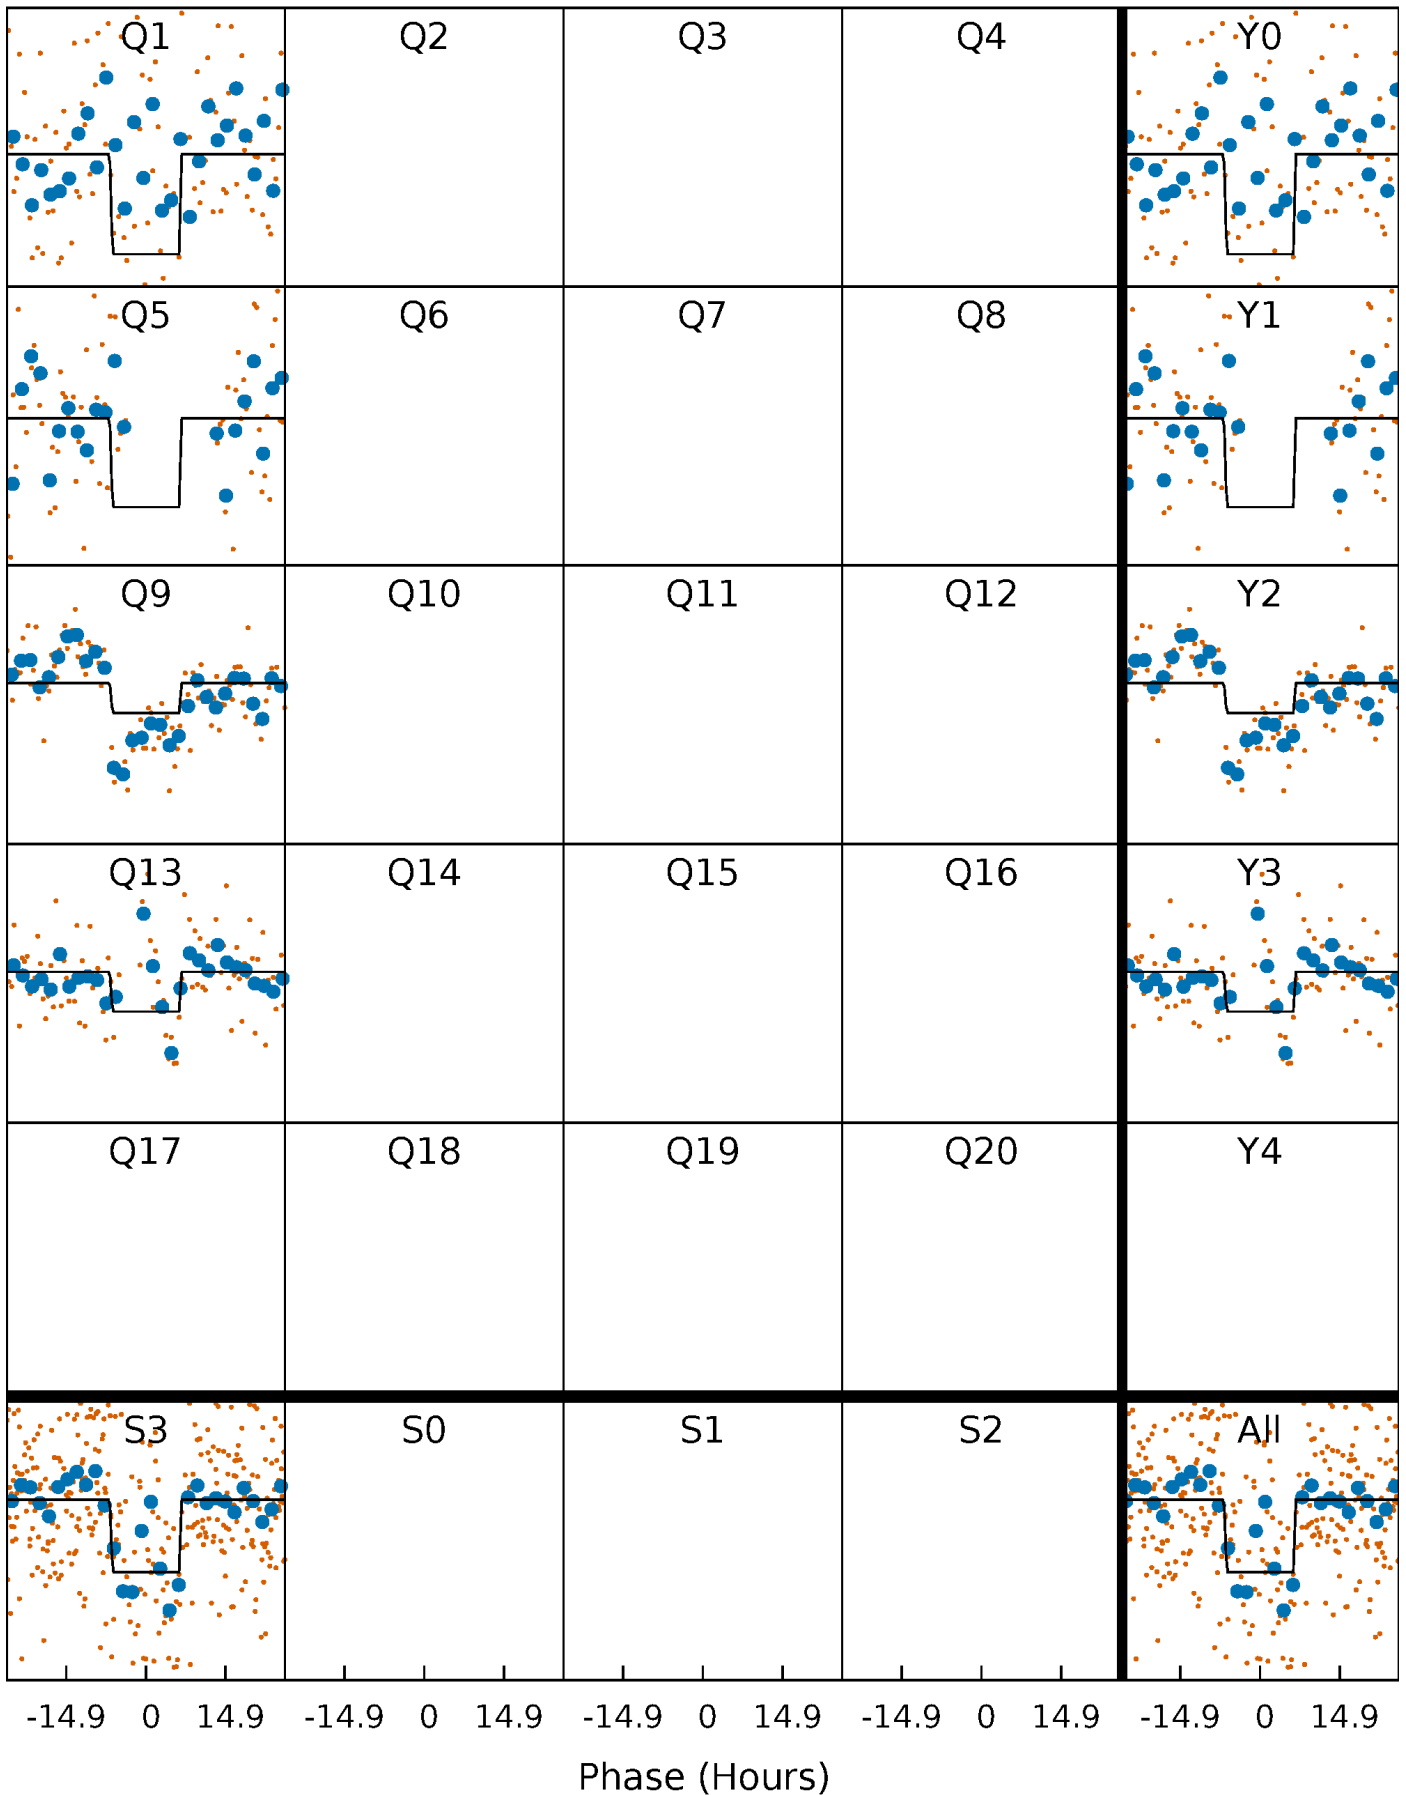 Q1 Q2 Q3 Q4 Y0
Q5 Q6 Q7 Q8 Y1
Q9 Q10 Q11 Q12 Y2
Q13 Q14 Q15 Q16 Y3
Q17 Q18 Q19 Q20 Y4
S3 S0 S1 S2 All
-14.9 0 14.9 -14.9 0 14.9 -14.9 0 14.9 -14.9 0 14.9 -14.9 0 14.9
Phase (Hours)